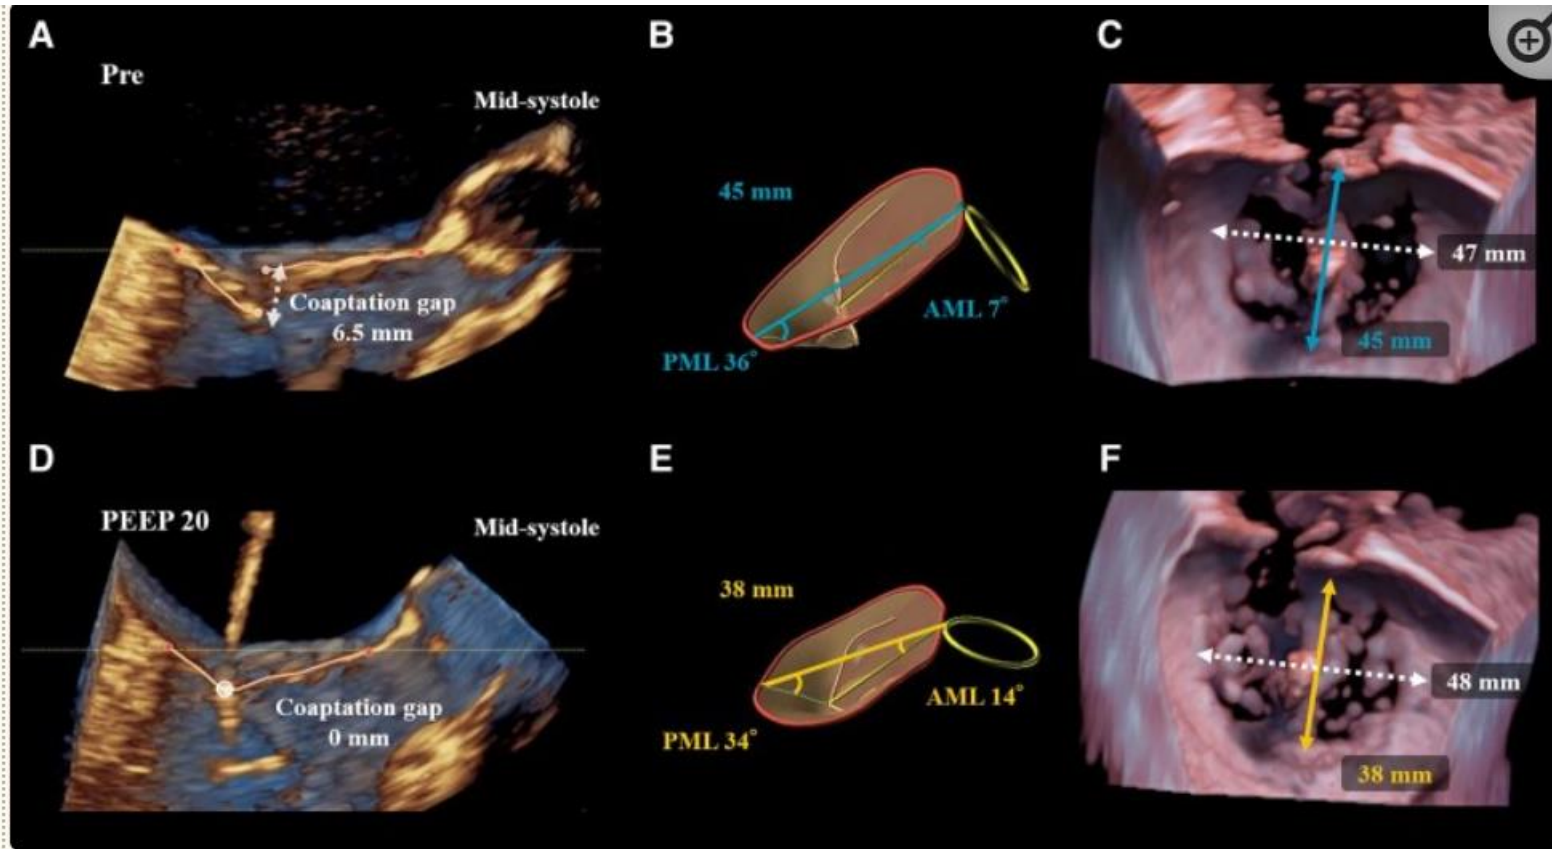 A
Pre
Mid-systole
Coaptation gap
6.5 mm
B
45 mm
AML 7°
PML 36°
C
47 mm
45 mm
D
PEEP 20
Mid-systole
Coaptation gap
0 mm
E
38 mm
AML 14°
PML 34°
F
48 mm
38 mm